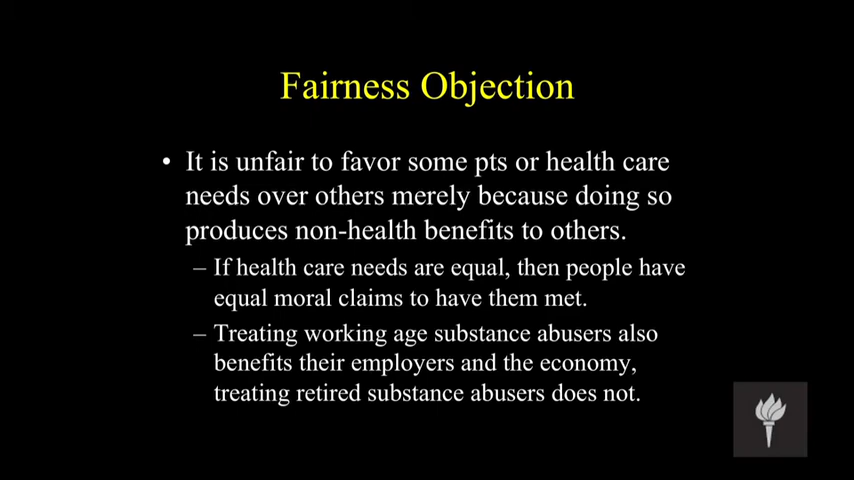 Fairness Objection
• It is unfair to favor some pts or health care
needs over others merely because doing so
produces non-health benefits to others.
– If health care needs are equal, then people have
equal moral claims to have them met.
– Treating working age substance abusers also
benefits their employers and the economy,
treating retired substance abusers does not.